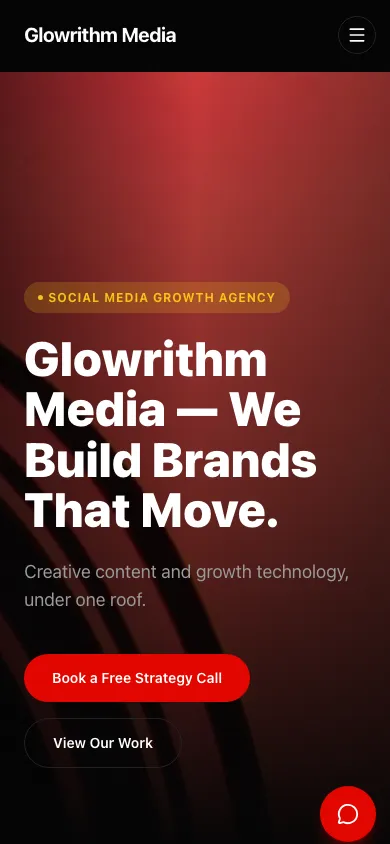 Glowrithm Media
SOCIAL MEDIA GROWTH AGENCY
Glowrithm
Media — We
Build Brands
That Move.
Creative content and growth technology,
under one roof.
Book a Free Strategy Call
View Our Work